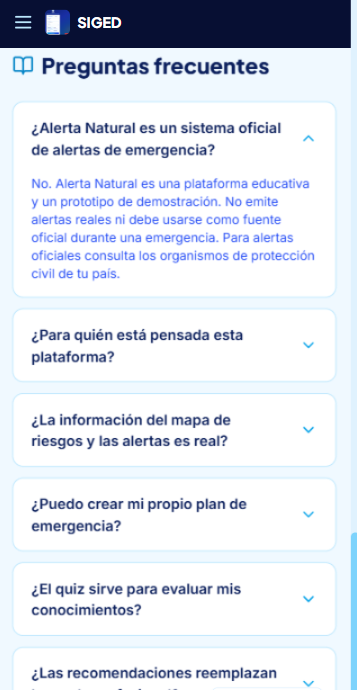 SIGED
Preguntas frecuentes
¿Alerta Natural es un sistema oficial
de alertas de emergencia?
No. Alerta Natural es una plataforma educativa
y un prototipo de demostración. No emite
alertas reales ni debe usarse como fuente
oficial durante una emergencia. Para alertas
oficiales consulta los organismos de protección
civil de tu país.
¿Para quién está pensada esta
plataforma?
¿La información del mapa de
riesgos y las alertas es real?
¿Puedo crear mi propio plan de
emergencia?
¿El quiz sirve para evaluar mis
conocimientos?
¿Las recomendaciones reemplazan